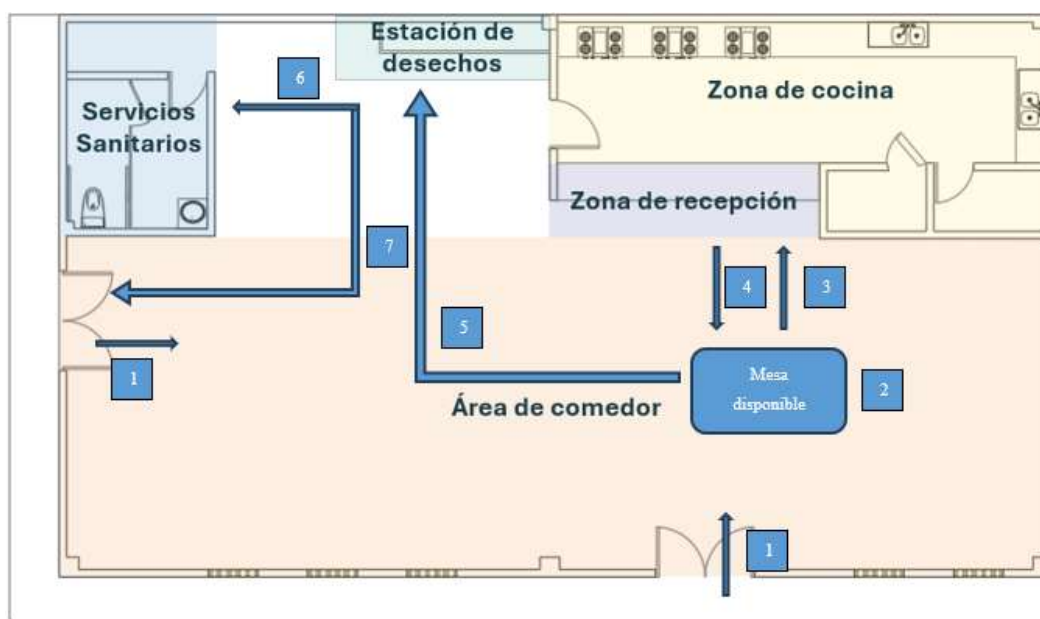 Estación de
desechos
6
Servicios
Sanitarios
Zona de cocina
Zona de recepción
7
4
3
5
1
Mesa
disponible
2
Área de comedor
1